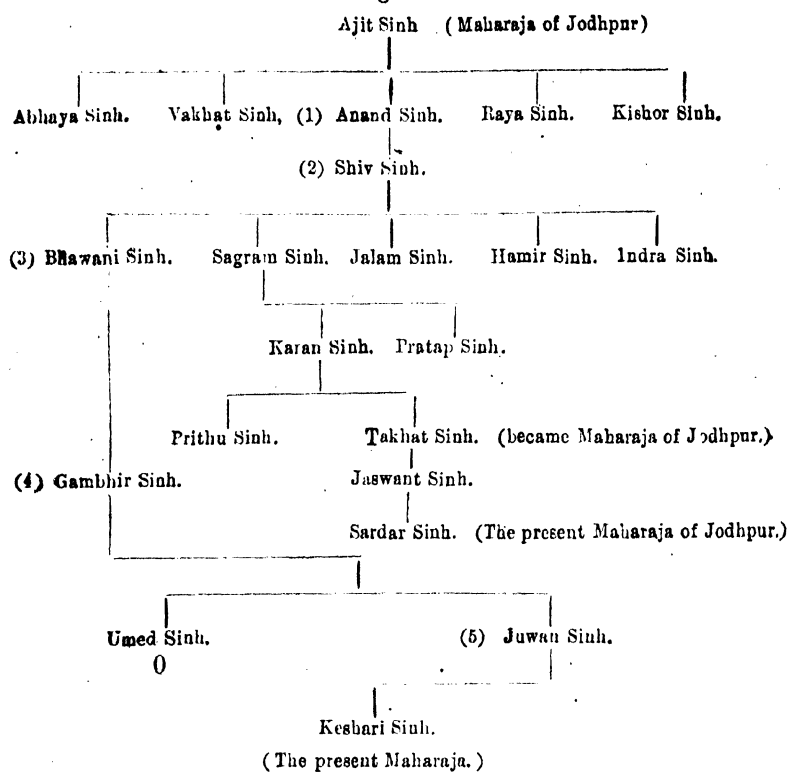 Ajit Sinh (Maharaja of Jodhpur)
Abhaya Sinh. Vakhat Sinh, (1) Anand Sinh. Raya Sinh. Kishor Sinh.
(2) Shiv Sinh.
(3) Bhawani Sinh. Sagram Sinh. Jalam Sinh. Hamir Sinh. Indra Sinh.
Karan Sinh. Pratap Sinh.
Prithu Sinh. Takhat Sinh. (became Maharaja of Jodhpur.)
(4) Gambhir Sinh. Jaswant Sinh.
Sardar Sinh. (The present Maharaja of Jodhpur.)
Umed Sinh. (5) Juwan Sinh.
0
Keshari Sinh.
(The present Maharaja.)